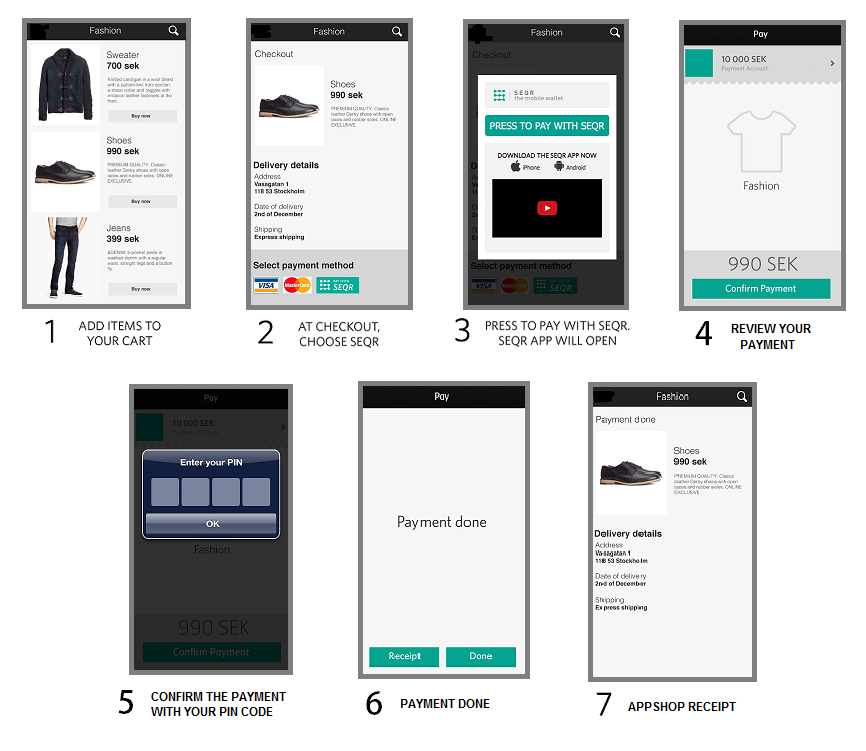 Fashion
Sweater
700 sek
Knitted cardigan in a wool blend
with a pattern-knit front section,
a shawl collar and toggles with
imitation leather fasteners at the
front.
Buy now
Shoes
990 sek
PREMIUM QUALITY. Classic
leather Derby shoes with open
laces and rubber soles. ONLINE
EXCLUSIVE.
Buy now
Jeans
399 sek
&DENIM. 5-pocket jeans in
washed denim with a regular
waist, straight legs and a button
fly.
Buy now
1 ADD ITEMS TO
YOUR CART
Fashion
Checkout
Shoes
990 sek
PREMIUM QUALITY. Classic
leather Derby shoes with open
laces and rubber soles. ONLINE
EXCLUSIVE.
Delivery details
Address
Vasagatan 1
118 53 Stockholm
Date of delivery
2nd of December
Shipping
Express shipping
Select payment method
VISA MasterCard SEQR
2 AT CHECKOUT,
CHOOSE SEQR
Fashion
Checkout
SEQR
the mobile wallet
PRESS TO PAY WITH SEQR
DOWNLOAD THE SEQR APP NOW
iPhone Android
Select payment method
VISA MasterCard SEQR
3 PRESS TO PAY WITH SEQR.
SEQR APP WILL OPEN
Pay
10 000 SEK
Payment Account
Fashion
990 SEK
Confirm Payment
4 REVIEW YOUR
PAYMENT
Pay
10 000 SEK
Payment Account
Enter your PIN
OK
Fashion
990 SEK
Confirm Payment
5 CONFIRM THE PAYMENT
WITH YOUR PIN CODE
Pay
Payment done
Receipt Done
6 PAYMENT DONE
Fashion
Payment done
Shoes
990 sek
PREMIUM QUALITY. Classic
leather Derby shoes with open
laces and rubber soles. ONLINE
EXCLUSIVE.
Delivery details
Address
Vasagatan 1
118 53 Stockholm
Date of delivery
2nd of December
Shipping
Express shipping
7 APPSHOP RECEIPT